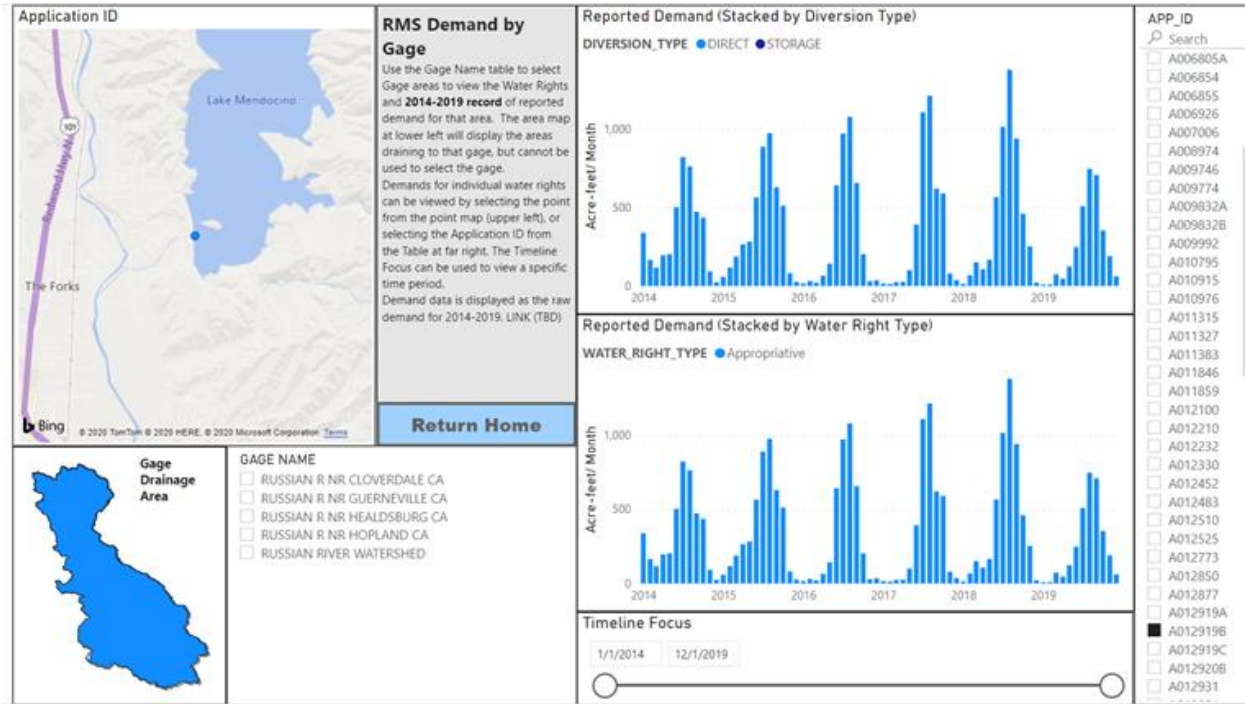 Application ID
Lake Mendocino
101
Redwood Hwy N
The Forks
Bing
© 2020 TomTom © 2020 HERE, © 2020 Microsoft Corporation Terms
RMS Demand by
Gage
Use the Gage Name table to select
Gage areas to view the Water Rights
and 2014-2019 record of reported
demand for that area. The area map
at lower left will display the areas
draining to that gage, but cannot be
used to select the gage.
Demands for individual water rights
can be viewed by selecting the point
from the point map (upper left), or
selecting the Application ID from
the Table at far right. The Timeline
Focus can be used to view a specific
time period.
Demand data is displayed as the raw
demand for 2014-2019. LINK (TBD)
Return Home
Gage
Drainage
Area
GAGE NAME
RUSSIAN R NR CLOVERDALE CA
RUSSIAN R NR GUERNEVILLE CA
RUSSIAN R NR HEALDSBURG CA
RUSSIAN R NR HOPLAND CA
RUSSIAN RIVER WATERSHED
Reported Demand (Stacked by Diversion Type)
DIVERSION_TYPE DIRECT STORAGE
Acre-feet/ Month
1,000
500
0
2014 2015 2016 2017 2018 2019
Reported Demand (Stacked by Water Right Type)
WATER_RIGHT_TYPE Appropriative
Acre-feet/ Month
1,000
500
0
2014 2015 2016 2017 2018 2019
Timeline Focus
1/1/2014 12/1/2019
APP_ID
Search
A006805A
A006854
A006855
A006926
A007006
A008974
A009746
A009774
A009832A
A009832B
A009992
A010795
A010915
A010976
A011315
A011327
A011383
A011846
A011859
A012100
A012210
A012232
A012330
A012452
A012483
A012510
A012525
A012773
A012850
A012877
A012919A
A012919B
A012919C
A012920B
A012931